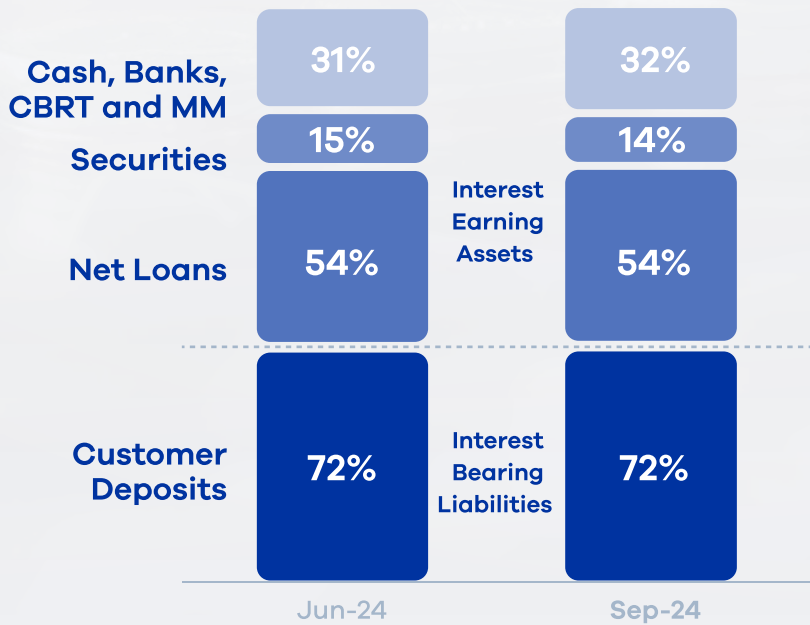 31%
32%
Cash, Banks,
CBRT and MM
15%
14%
Securities
Interest
Earning
Assets
Net Loans
54%
54%
Customer
Deposits
72%
Interest
Bearing
Liabilities
72%
Jun-24
Sep-24